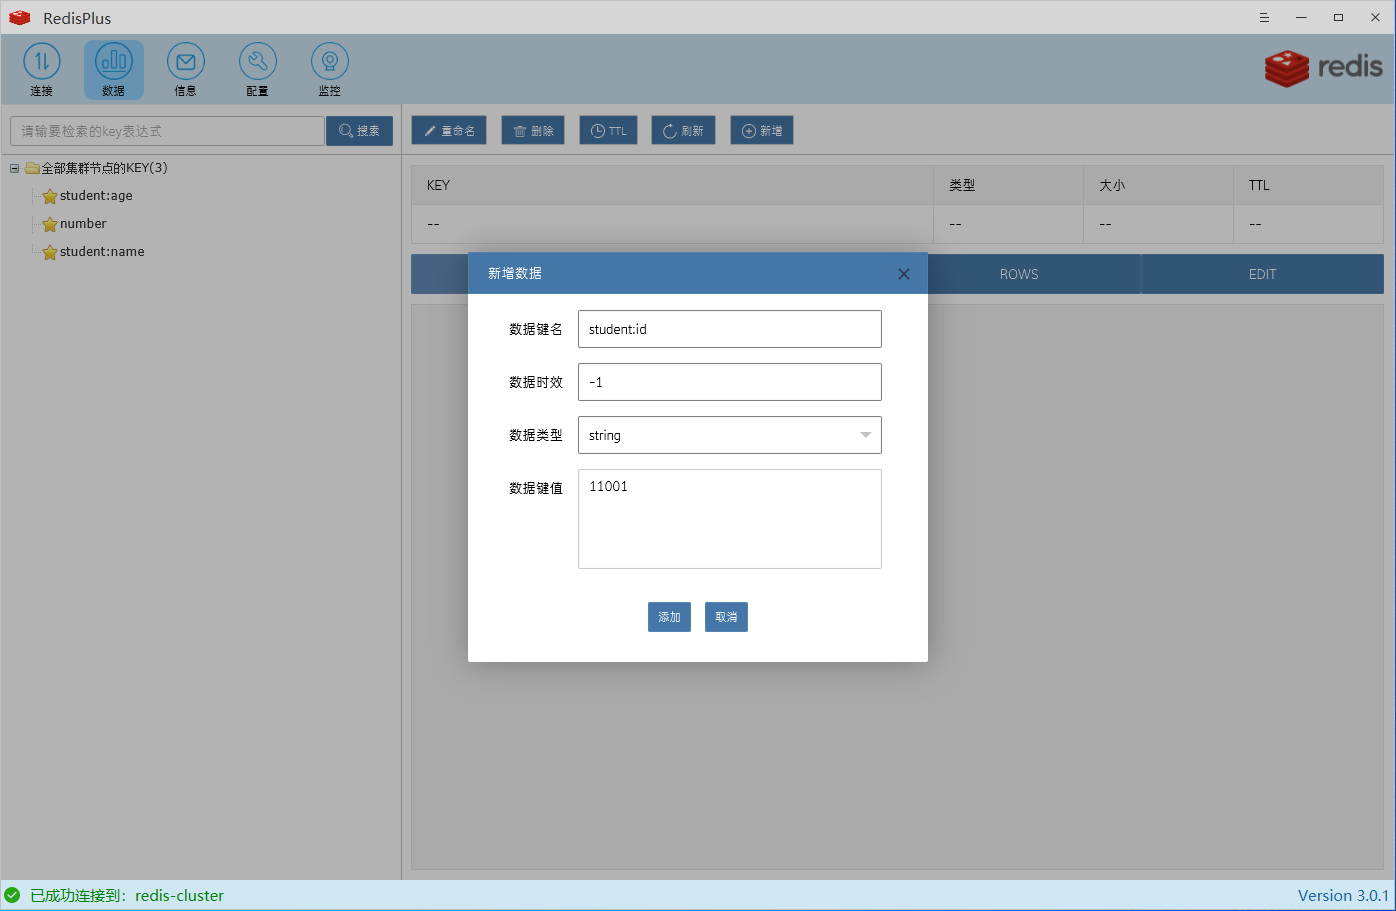 RedisPlus
连接
数据
信息
配置
监控
redis
请输要检索的key表达式
搜索
重命名
删除
TTL
刷新
新增
全部集群节点的KEY(3)
student:age
number
student:name
KEY
类型
大小
TTL
--
--
--
--
ROWS
EDIT
新增数据
数据键名
student:id
数据时效
-1
数据类型
string
数据键值
11001
添加
取消
已成功连接到：redis-cluster
Version 3.0.1